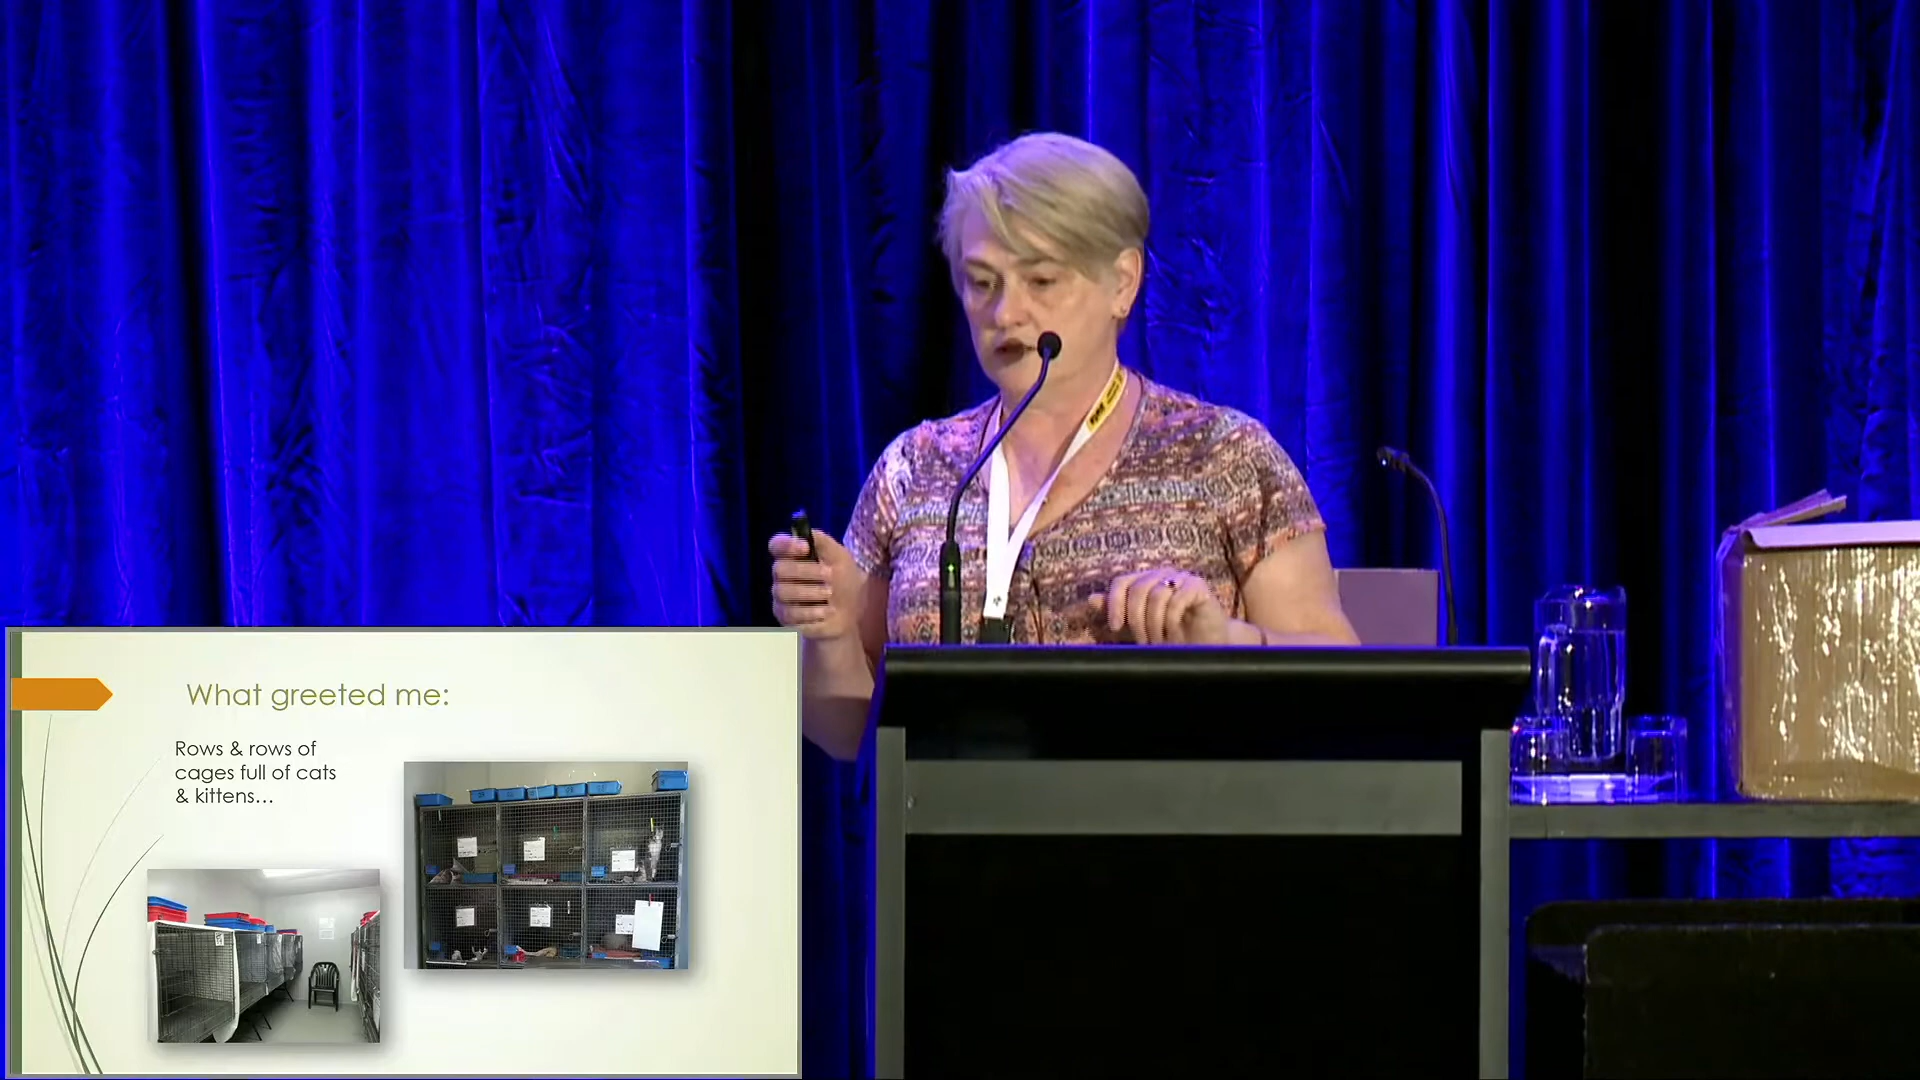 What greeted me:
Rows & rows of
cages full of cats
& kittens...